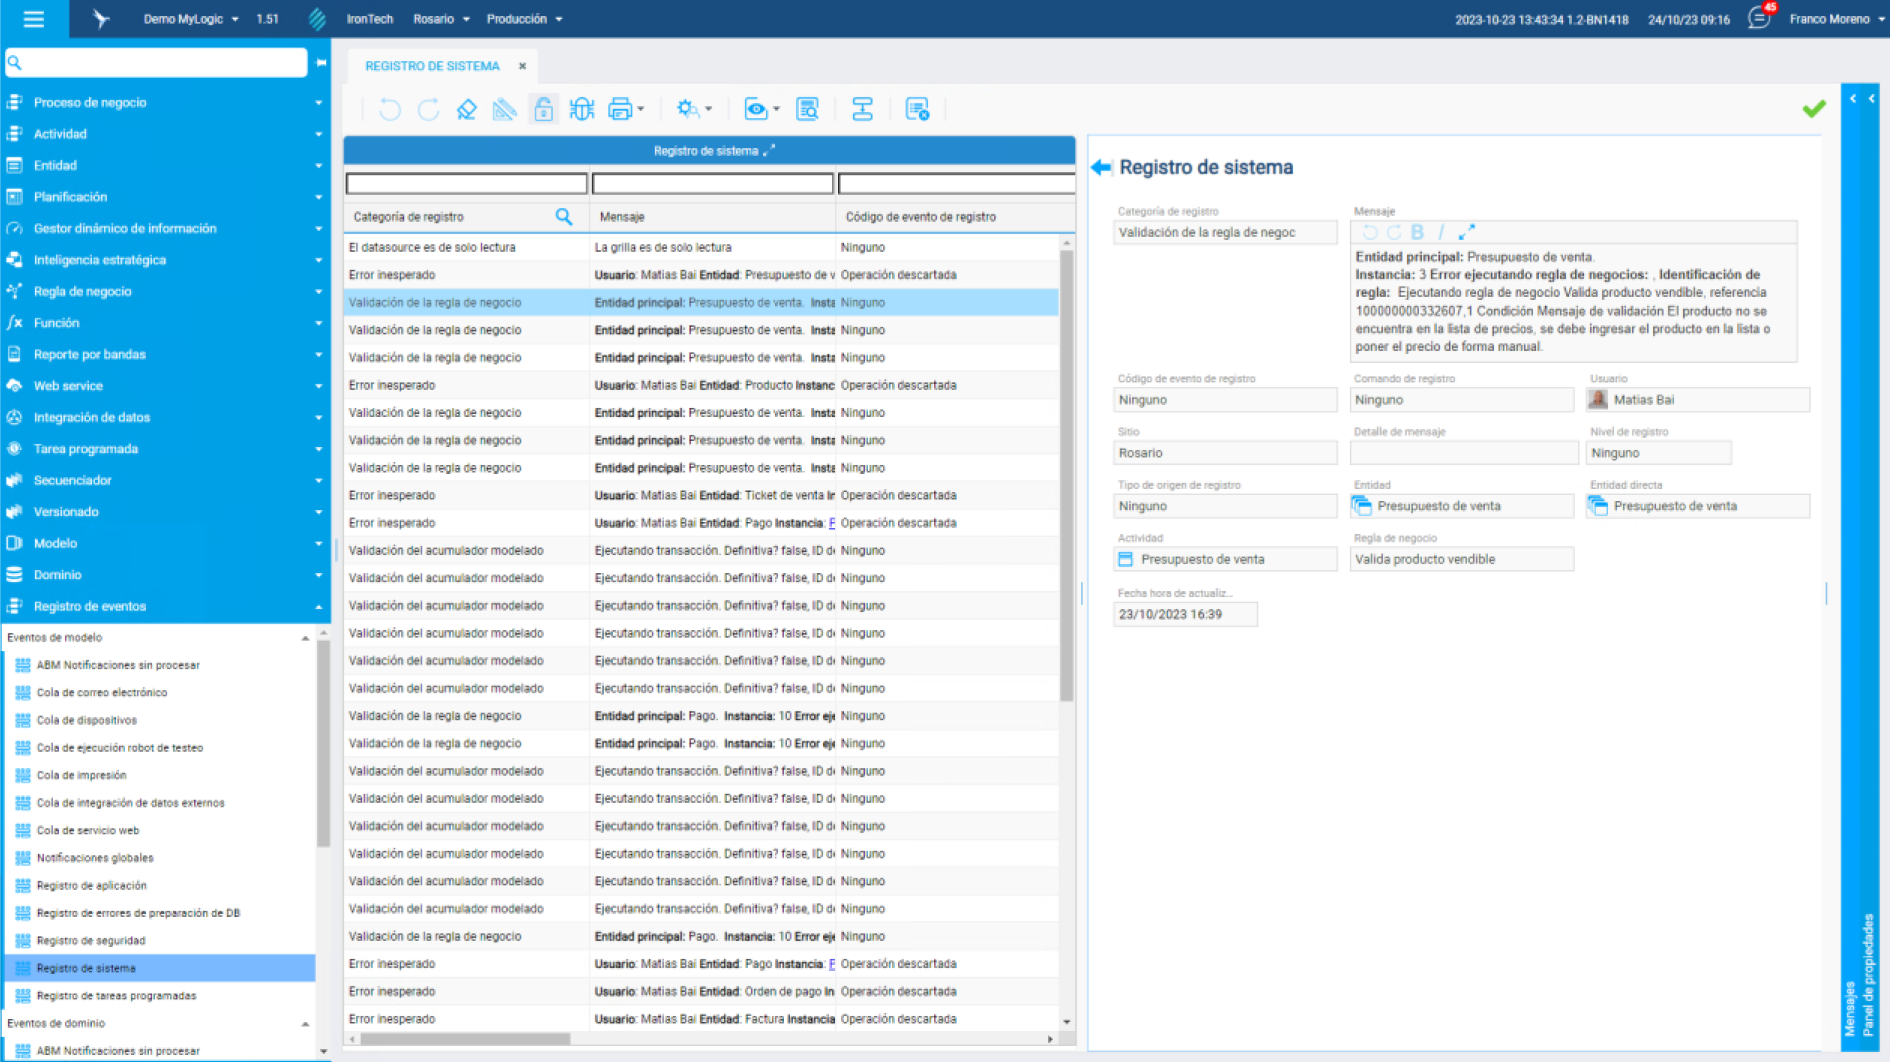 Demo MyLogic 1.51 IronTech Rosario Producción 2023-10-23 13:43:34 1.2-BN1418 24/10/23 09:16 45 Franco Moreno
REGISTRO DE SISTEMA ×
Proceso de negocio
Actividad
Entidad
Planificación
Gestor dinámico de información
Inteligencia estratégica
Regla de negocio
Función
Reporte por bandas
Web service
Integración de datos
Tarea programada
Secuenciador
Versionado
Modelo
Dominio
Registro de eventos
Eventos de modelo
ABM Notificaciones sin procesar
Cola de correo electrónico
Cola de dispositivos
Cola de ejecución robot de testeo
Cola de impresión
Cola de integración de datos externos
Cola de servicio web
Notificaciones globales
Registro de aplicación
Registro de errores de preparación de DB
Registro de seguridad
Registro de sistema
Registro de tareas programadas
Eventos de dominio
ABM Notificaciones sin procesar
Registro de sistema
Categoría de registro Mensaje Código de evento de registro
El datasource es de solo lectura La grilla es de solo lectura Ninguno
Error inesperado Usuario: Matias Bai Entidad: Presupuesto de v Operación descartada
Validación de la regla de negocio Entidad principal: Presupuesto de venta. Insta Ninguno
Validación de la regla de negocio Entidad principal: Presupuesto de venta. Insta Ninguno
Validación de la regla de negocio Entidad principal: Presupuesto de venta. Insta Ninguno
Error inesperado Usuario: Matias Bai Entidad: Producto Instanc Operación descartada
Validación de la regla de negocio Entidad principal: Presupuesto de venta. Insta Ninguno
Validación de la regla de negocio Entidad principal: Presupuesto de venta. Insta Ninguno
Validación de la regla de negocio Entidad principal: Presupuesto de venta. Insta Ninguno
Error inesperado Usuario: Matias Bai Entidad: Ticket de venta In Operación descartada
Error inesperado Usuario: Matias Bai Entidad: Pago Instancia: P Operación descartada
Validación del acumulador modelado Ejecutando transacción. Definitiva? false, ID de Ninguno
Validación del acumulador modelado Ejecutando transacción. Definitiva? false, ID de Ninguno
Validación del acumulador modelado Ejecutando transacción. Definitiva? false, ID de Ninguno
Validación del acumulador modelado Ejecutando transacción. Definitiva? false, ID de Ninguno
Validación del acumulador modelado Ejecutando transacción. Definitiva? false, ID de Ninguno
Validación del acumulador modelado Ejecutando transacción. Definitiva? false, ID de Ninguno
Validación de la regla de negocio Entidad principal: Pago. Instancia: 10 Error eje Ninguno
Validación de la regla de negocio Entidad principal: Pago. Instancia: 10 Error eje Ninguno
Validación del acumulador modelado Ejecutando transacción. Definitiva? false, ID de Ninguno
Validación del acumulador modelado Ejecutando transacción. Definitiva? false, ID de Ninguno
Validación del acumulador modelado Ejecutando transacción. Definitiva? false, ID de Ninguno
Validación del acumulador modelado Ejecutando transacción. Definitiva? false, ID de Ninguno
Validación del acumulador modelado Ejecutando transacción. Definitiva? false, ID de Ninguno
Validación del acumulador modelado Ejecutando transacción. Definitiva? false, ID de Ninguno
Validación de la regla de negocio Entidad principal: Pago. Instancia: 10 Error eje Ninguno
Error inesperado Usuario: Matias Bai Entidad: Pago Instancia: P Operación descartada
Error inesperado Usuario: Matias Bai Entidad: Orden de pago In Operación descartada
Error inesperado Usuario: Matias Bai Entidad: Factura Instancia Operación descartada
Registro de sistema
Categoría de registro
Validación de la regla de negoc
Mensaje
B I
Entidad principal: Presupuesto de venta.
Instancia: 3 Error ejecutando regla de negocios: , Identificación de
regla: Ejecutando regla de negocio Valida producto vendible, referencia
100000000332607,1 Condición Mensaje de validación El producto no se
encuentra en la lista de precios, se debe ingresar el producto en la lista o
poner el precio de forma manual.
Código de evento de registro Comando de registro Usuario
Ninguno Ninguno Matias Bai
Sitio Detalle de mensaje Nivel de registro
Rosario Ninguno
Tipo de origen de registro Entidad Entidad directa
Ninguno Presupuesto de venta Presupuesto de venta
Actividad Regla de negocio
Presupuesto de venta Valida producto vendible
Fecha hora de actualiz...
23/10/2023 16:39
Mensajes
Panel de propiedades